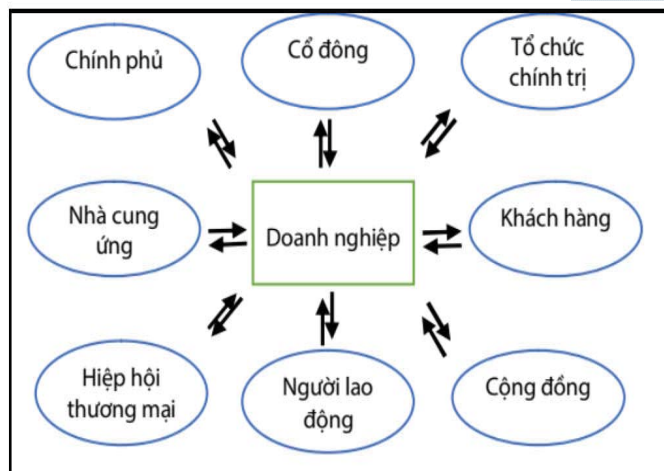 Chính phủ
Cổ đông
Tổ chức
chính trị
Nhà cung
ứng
Doanh nghiệp
Khách hàng
Hiệp hội
thương mại
Người lao
động
Cộng đồng